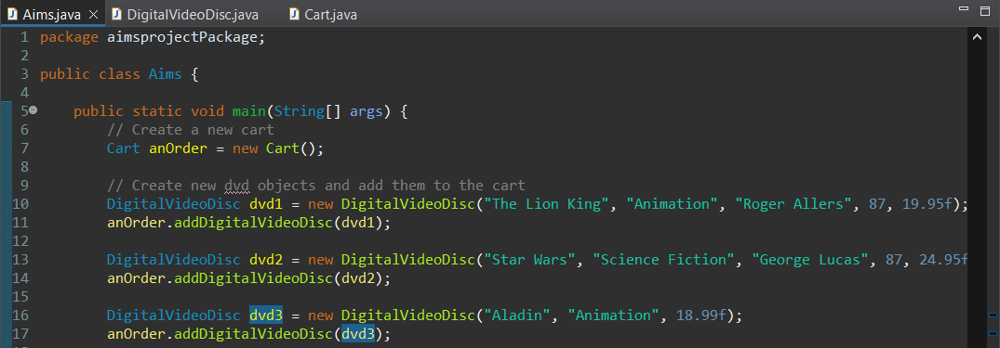 Aims.java DigitalVideoDisc.java Cart.java
1 package aimsprojectPackage;
2
3 public class Aims {
4
5 public static void main(String[] args) {
6 // Create a new cart
7 Cart anOrder = new Cart();
8
9 // Create new dvd objects and add them to the cart
10 DigitalVideoDisc dvd1 = new DigitalVideoDisc("The Lion King", "Animation", "Roger Allers", 87, 19.95f);
11 anOrder.addDigitalVideoDisc(dvd1);
12
13 DigitalVideoDisc dvd2 = new DigitalVideoDisc("Star Wars", "Science Fiction", "George Lucas", 87, 24.95f
14 anOrder.addDigitalVideoDisc(dvd2);
15
16 DigitalVideoDisc dvd3 = new DigitalVideoDisc("Aladin", "Animation", 18.99f);
17 anOrder.addDigitalVideoDisc(dvd3);